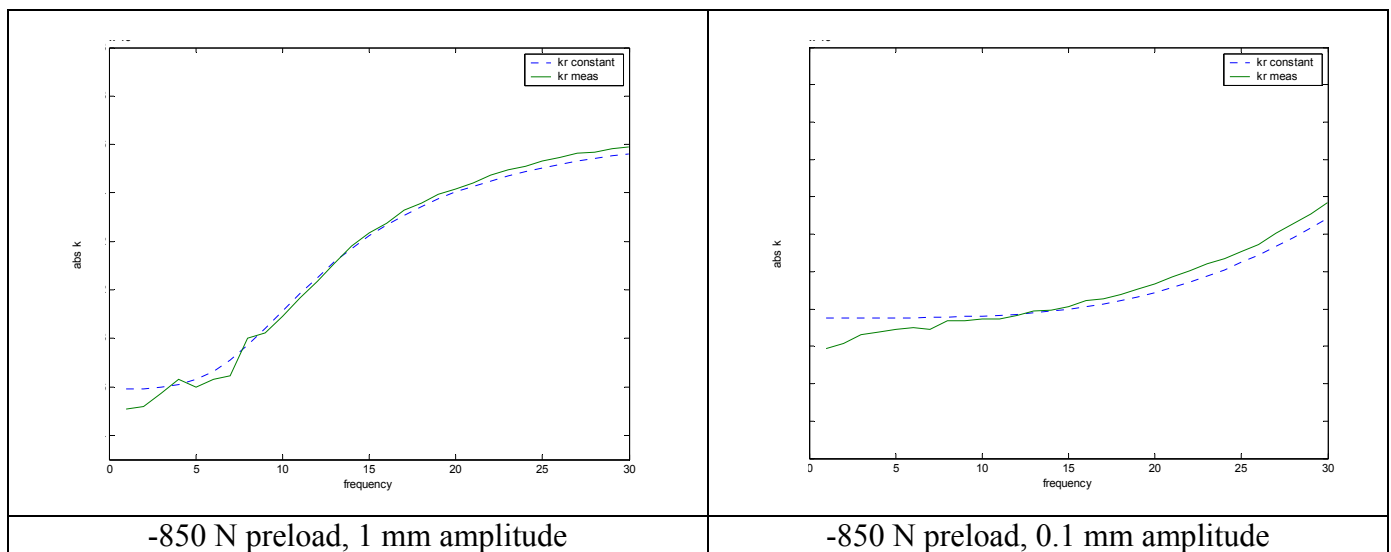 kr constant
kr meas
abs k
0 5 10 15 20 25 30
frequency
-850 N preload, 1 mm amplitude
kr constant
kr meas
abs k
0 5 10 15 20 25 30
frequency
-850 N preload, 0.1 mm amplitude